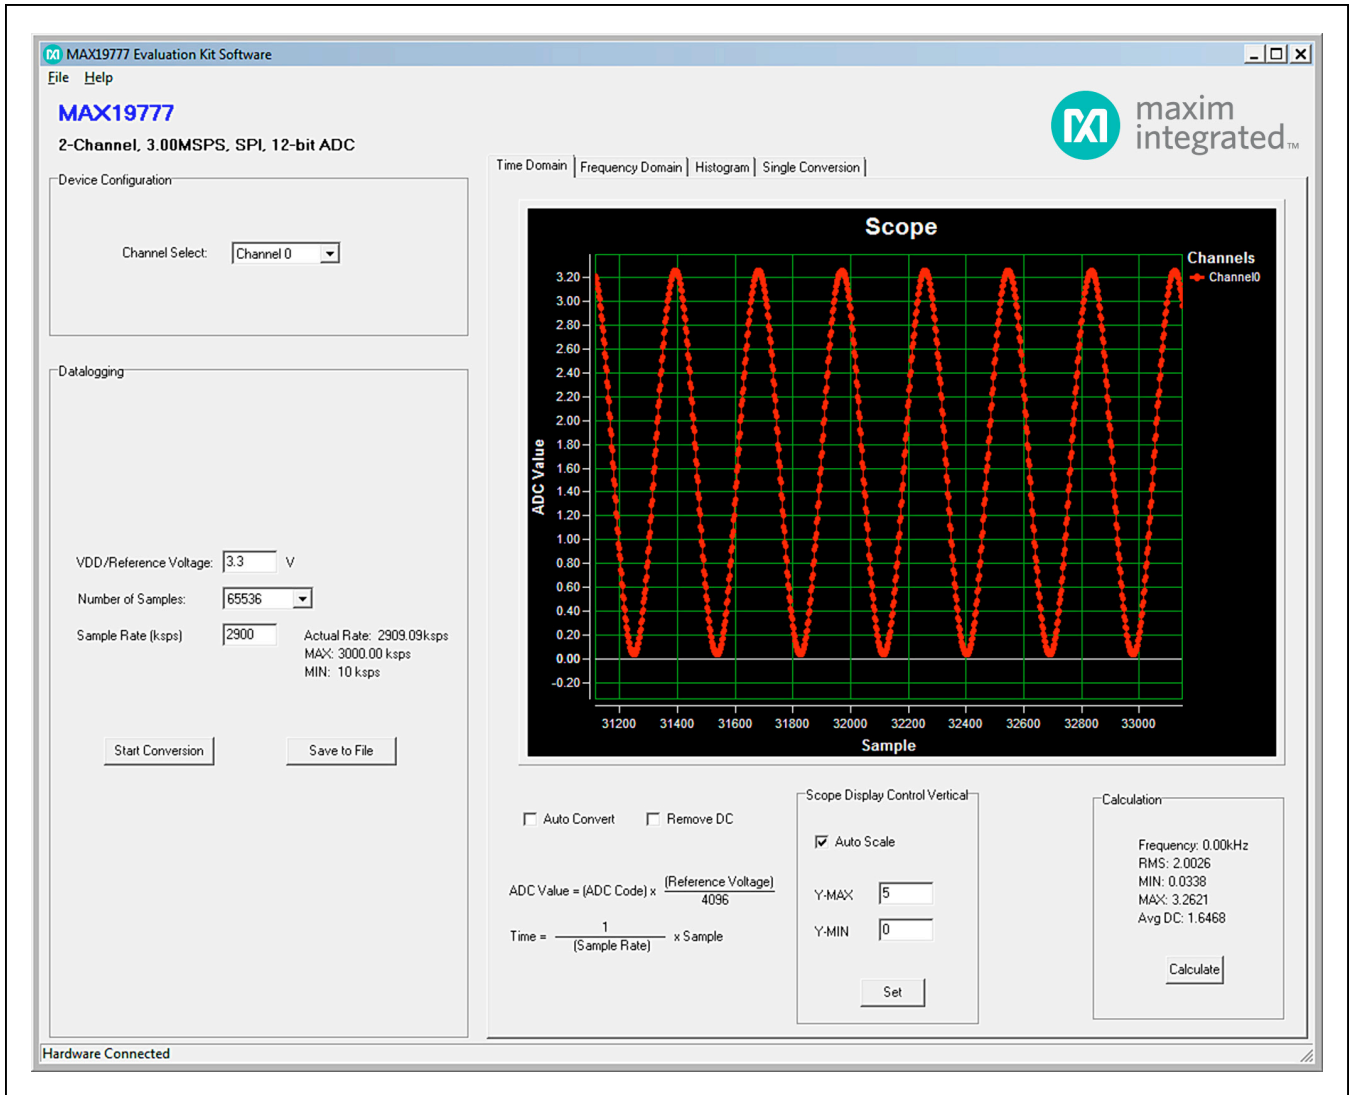 MAX19777 Evaluation Kit Software
File Help
MAX19777
2-Channel, 3.00MSPS, SPI, 12-bit ADC
maxim
integrated™
Device Configuration
Channel Select: Channel 0
Datalogging
VDD/Reference Voltage: 3.3 V
Number of Samples: 65536
Sample Rate (ksps) 2900 Actual Rate: 2909.09ksps
MAX: 3000.00 ksps
MIN: 10 ksps
Start Conversion Save to File
Time Domain Frequency Domain Histogram Single Conversion
Scope
Channels
Channel0
ADC Value
3.20
3.00
2.80
2.60
2.40
2.20
2.00
1.80
1.60
1.40
1.20
1.00
0.80
0.60
0.40
0.20
0.00
-0.20
31200 31400 31600 31800 32000 32200 32400 32600 32800 33000
Sample
Auto Convert Remove DC
ADC Value = (ADC Code) x (Reference Voltage)
4096
Time = 1
(Sample Rate) x Sample
Scope Display Control Vertical
Auto Scale
Y-MAX 5
Y-MIN 0
Set
Calculation
Frequency: 0.00kHz
RMS: 2.0026
MIN: 0.0338
MAX: 3.2621
Avg DC: 1.6468
Calculate
Hardware Connected